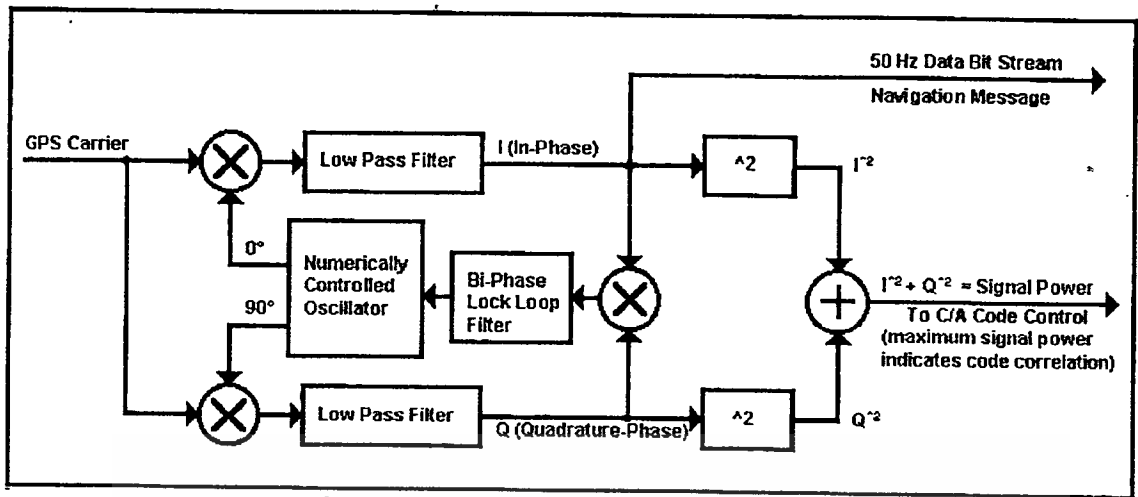 50 Hz Data Bit Stream
Navigation Message
GPS Carrier
Low Pass Filter
I (In-Phase)
^2
I^2
0°
Numerically
Controlled
Oscillator
Bi-Phase
Lock Loop
Filter
90°
I^2 + Q^2 = Signal Power
To C/A Code Control
(maximum signal power
indicates code correlation)
Low Pass Filter
Q (Quadrature-Phase)
^2
Q^2